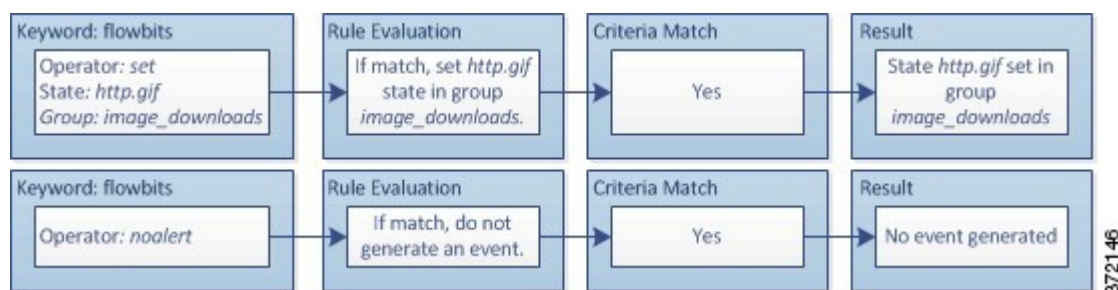 Keyword: flowbits
Operator: set
State: http.gif
Group: image_downloads
Rule Evaluation
If match, set http.gif
state in group
image_downloads.
Criteria Match
Yes
Result
State http.gif set in
group
image_downloads
Keyword: flowbits
Operator: noalert
Rule Evaluation
If match, do not
generate an event.
Criteria Match
Yes
Result
No event generated
372146